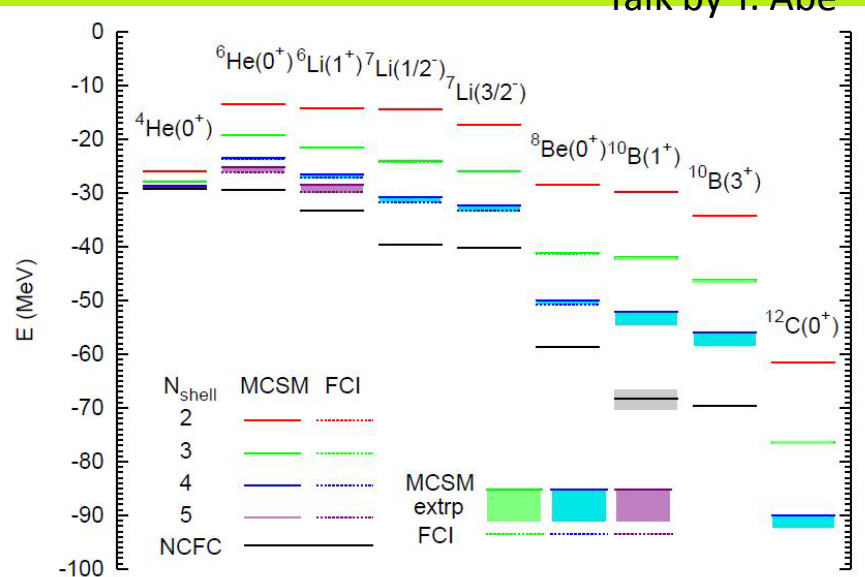 Talk by T. Abe
0
-10
-20
-30
-40
-50
-60
-70
-80
-90
-100
E (MeV)
⁴He(0⁺)
⁶He(0⁺) ⁶Li(1⁺) ⁷Li(1/2⁻) ⁷Li(3/2⁻)
⁸Be(0⁺) ¹⁰B(1⁺) ¹⁰B(3⁺)
¹²C(0⁺)
N_shell MCSM FCI
2
3
4
5
NCFC
MCSM
extrp
FCI